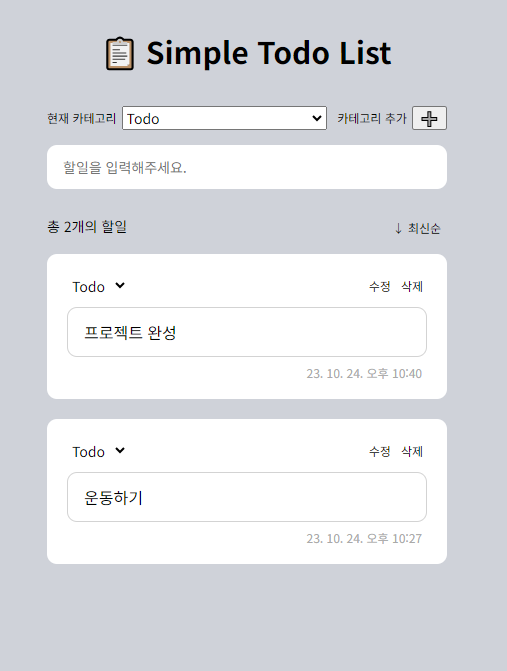 Simple Todo List
현재 카테고리 Todo 카테고리 추가
할일을 입력해주세요.
총 2개의 할일 ↓ 최신순
Todo 수정 삭제
프로젝트 완성
23. 10. 24. 오후 10:40
Todo 수정 삭제
운동하기
23. 10. 24. 오후 10:27